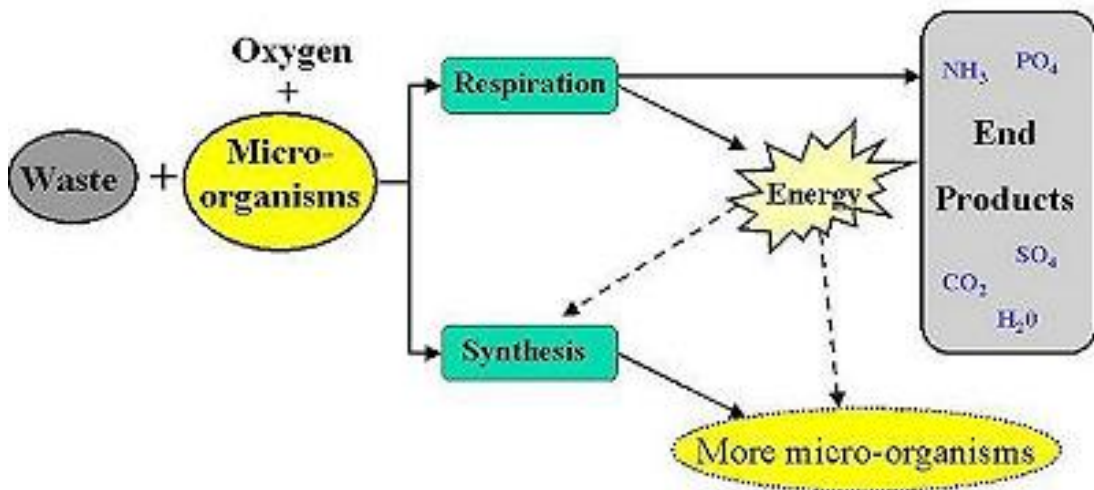 Oxygen
+
Waste
+
Micro-
organisms
Respiration
Energy
Synthesis
More micro-organisms
NH₃
PO₄
End
Products
SO₄
CO₂
H₂0